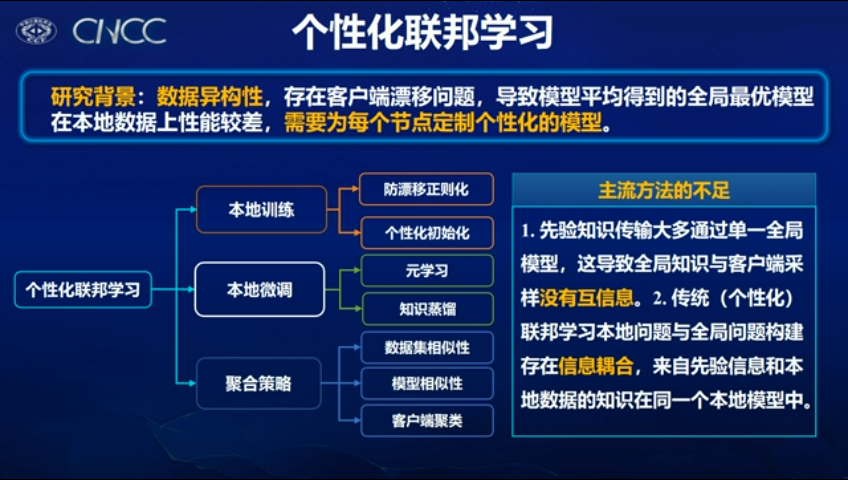 CNCC
个性化联邦学习
研究背景：数据异构性，存在客户端漂移问题，导致模型平均得到的全局最优模型
在本地数据上性能较差，需要为每个节点定制个性化的模型。
个性化联邦学习
本地训练
防漂移正则化
个性化初始化
本地微调
元学习
知识蒸馏
聚合策略
数据集相似性
模型相似性
客户端聚类
主流方法的不足
1. 先验知识传输大多通过单一全局
模型，这导致全局知识与客户端采
样没有互信息。2. 传统（个性化）
联邦学习本地问题与全局问题构建
存在信息耦合，来自先验信息和本
地数据的知识在同一个本地模型中。